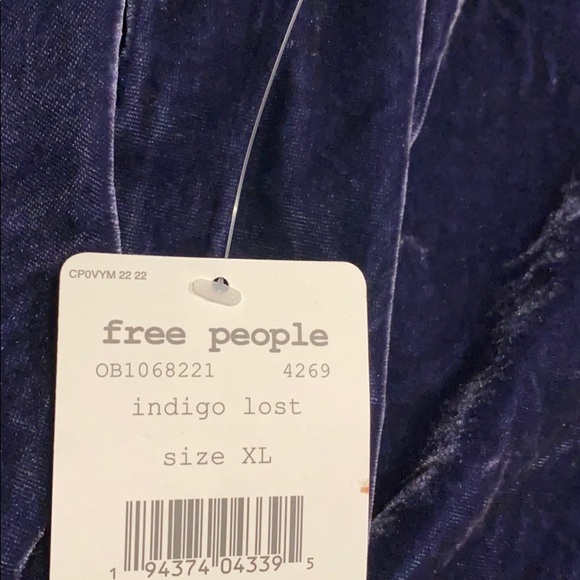 CP0VYM 22 22
free people
OB1068221 4269
indigo lost
size XL
1 94374 04339 5